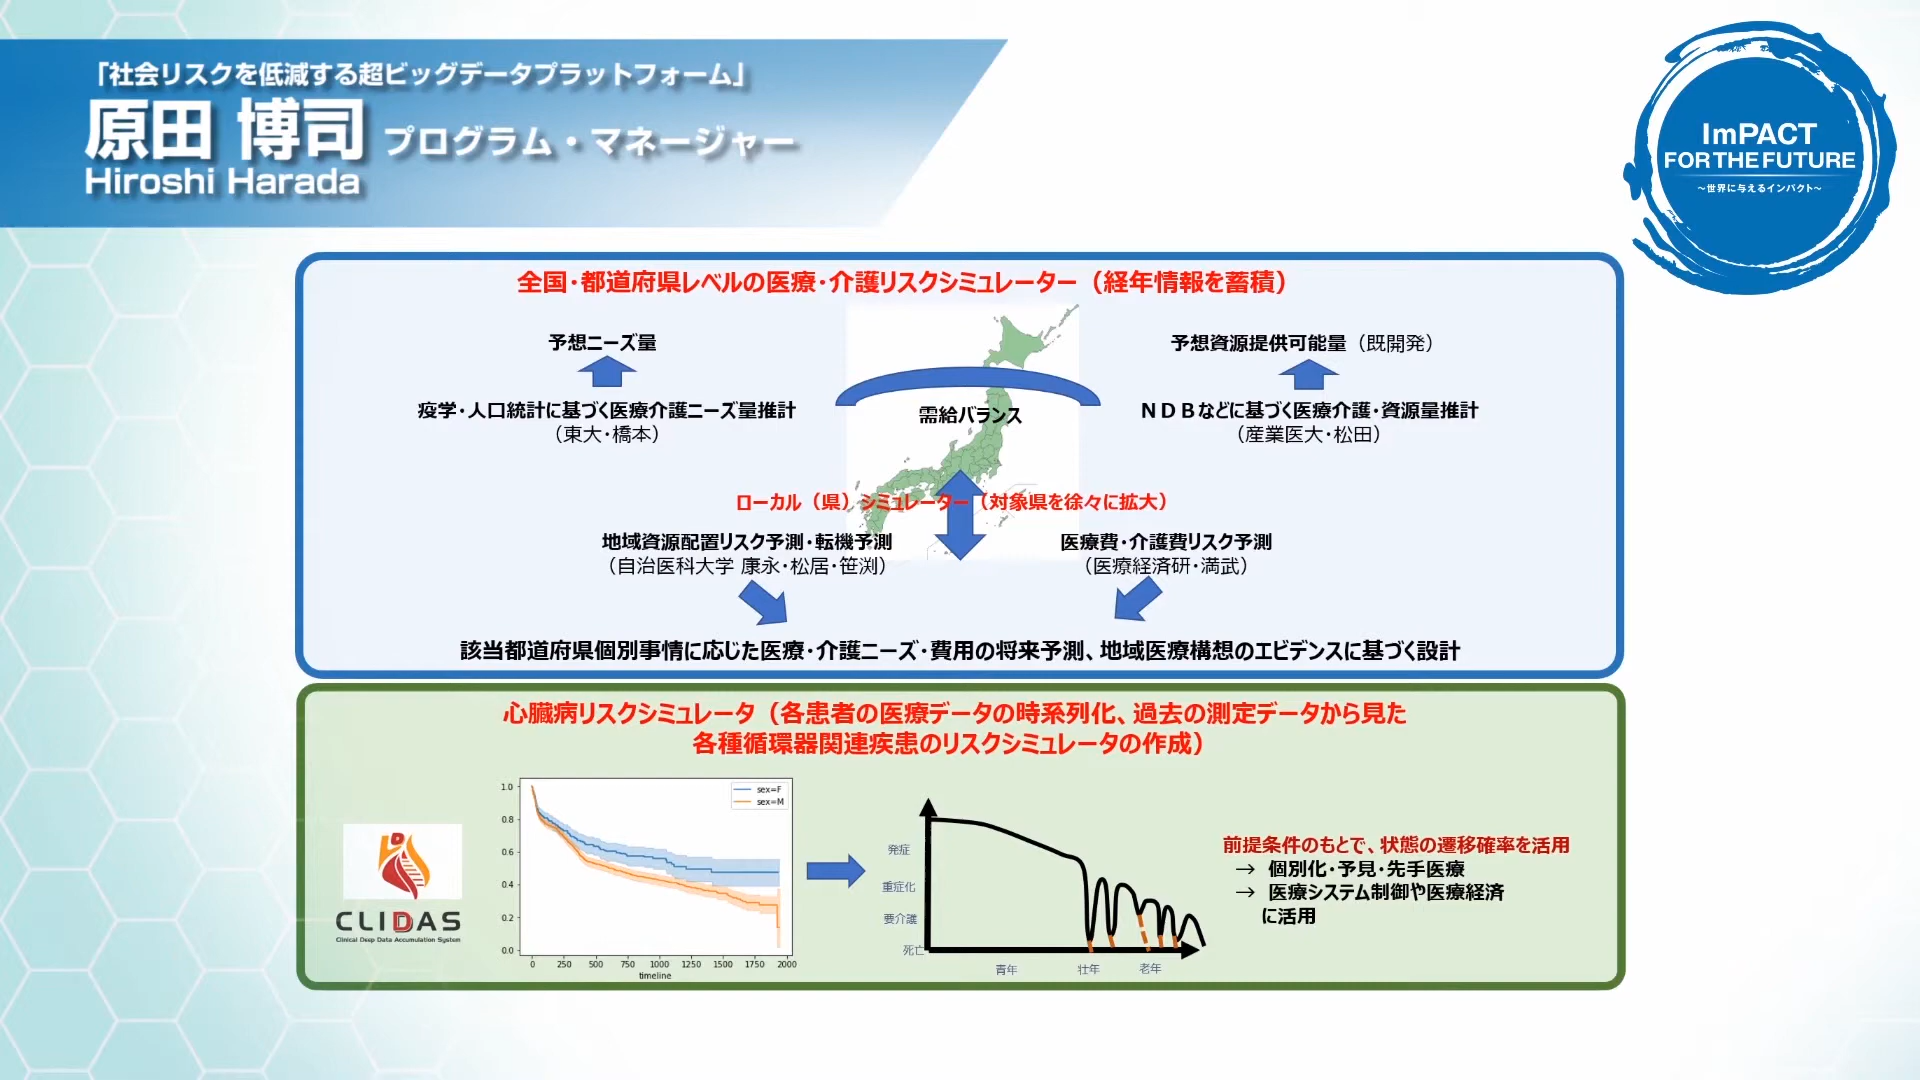 「社会リスクを低減する超ビッグデータプラットフォーム」
原田 博司 プログラム・マネージャー
Hiroshi Harada
ImPACT
FOR THE FUTURE
~世界に与えるインパクト~
全国・都道府県レベルの医療・介護リスクシミュレーター（経年情報を蓄積）
予想ニーズ量
疫学・人口統計に基づく医療介護ニーズ量推計
（東大・橋本）
需給バランス
予想資源提供可能量（既開発）
ＮＤＢなどに基づく医療介護・資源量推計
（産業医大・松田）
ローカル（県）シミュレーター（対象県を徐々に拡大）
地域資源配置リスク予測・転機予測
（自治医科大学 康永・松居・笹渕）
医療費・介護費リスク予測
（医療経済研・満武）
該当都道府県個別事情に応じた医療・介護ニーズ・費用の将来予測、地域医療構想のエビデンスに基づく設計
心臓病リスクシミュレータ（各患者の医療データの時系列化、過去の測定データから見た
各種循環器関連疾患のリスクシミュレータの作成）
CLIDAS
Clinical Deep Data Accumulation System
1.0
0.8
0.6
0.4
0.2
0.0
sex=F
sex=M
0 250 500 750 1000 1250 1500 1750 2000
timeline
発症
重症化
要介護
死亡
青年 壮年 老年
前提条件のもとで、状態の遷移確率を活用
→ 個別化・予見・先手医療
→ 医療システム制御や医療経済
に活用